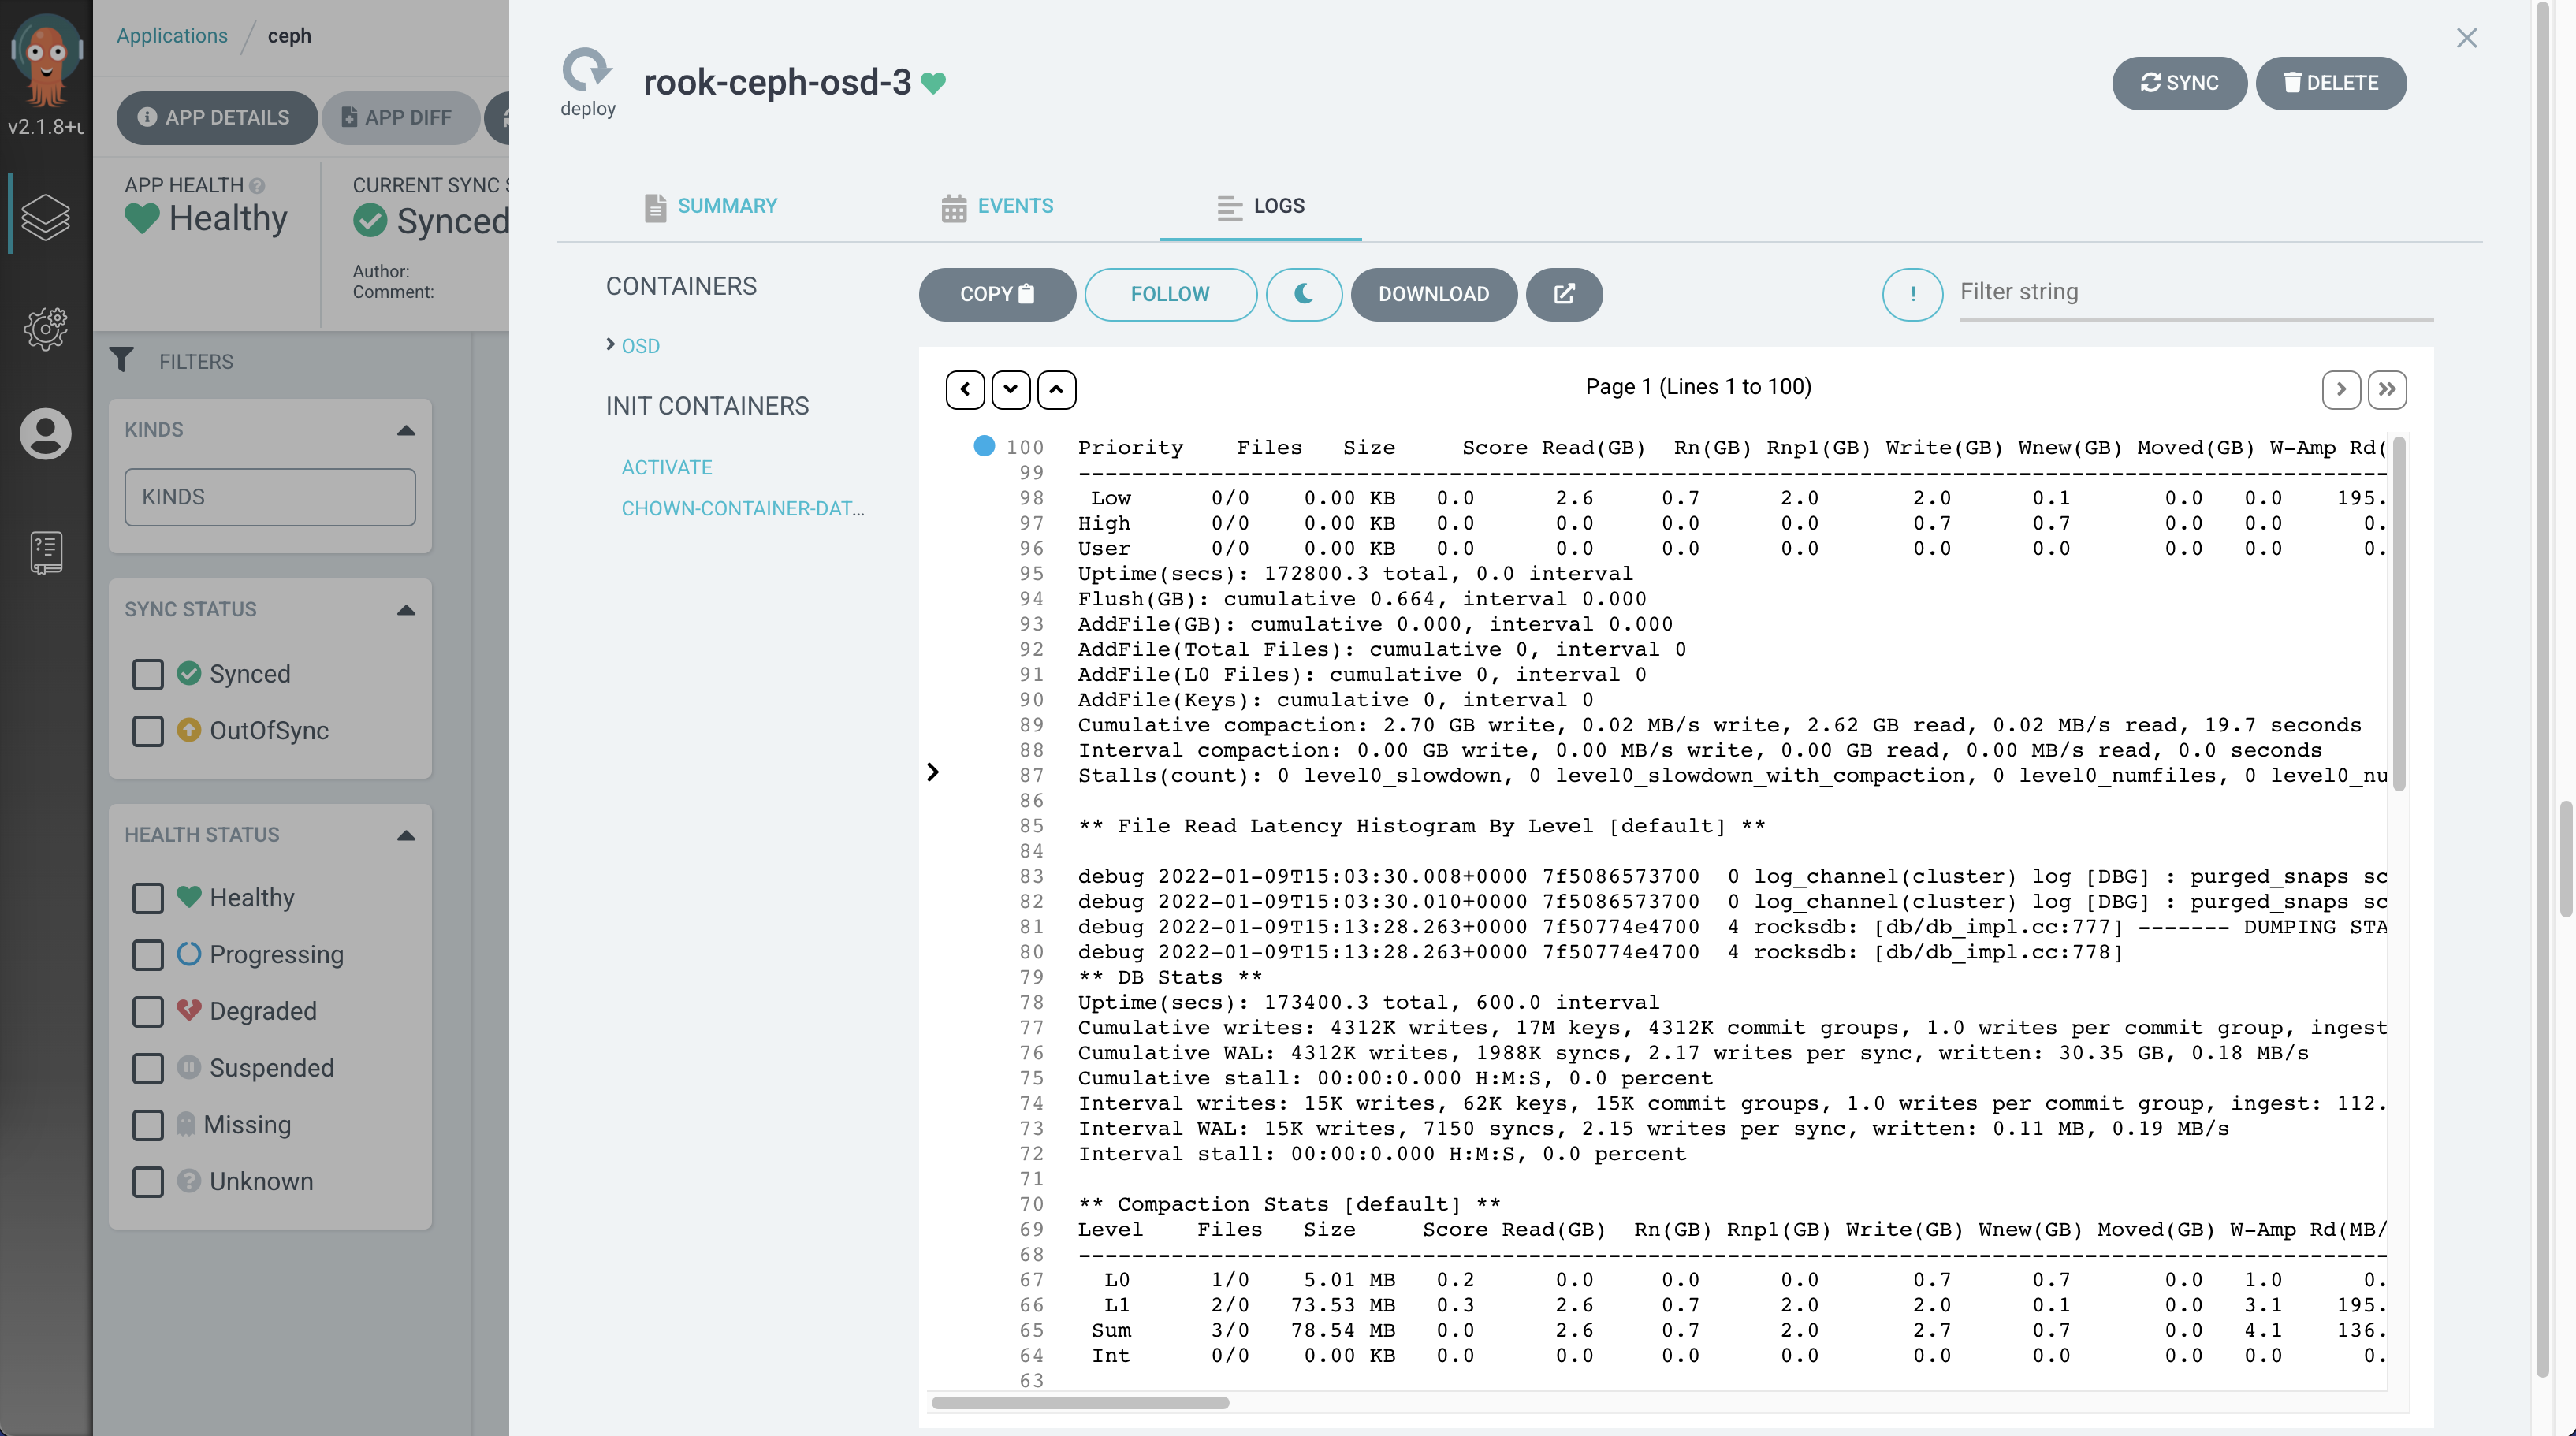 v2.1.8+u
Applications / ceph
APP DETAILS
APP DIFF
APP HEALTH
Healthy
CURRENT SYNC S
Synced
Author:
Comment:
FILTERS
KINDS
KINDS
SYNC STATUS
Synced
OutOfSync
HEALTH STATUS
Healthy
Progressing
Degraded
Suspended
Missing
Unknown
deploy
rook-ceph-osd-3
SYNC
DELETE
SUMMARY
EVENTS
LOGS
CONTAINERS
OSD
INIT CONTAINERS
ACTIVATE
CHOWN-CONTAINER-DAT...
COPY
FOLLOW
DOWNLOAD
!
Filter string
Page 1 (Lines 1 to 100)
100 Priority Files Size Score Read(GB) Rn(GB) Rnp1(GB) Write(GB) Wnew(GB) Moved(GB) W-Amp Rd(
99 ----------------------------------------------------------------------------------------------------
98 Low 0/0 0.00 KB 0.0 2.6 0.7 2.0 2.0 0.1 0.0 0.0 195.
97 High 0/0 0.00 KB 0.0 0.0 0.0 0.0 0.7 0.7 0.0 0.0 0.
96 User 0/0 0.00 KB 0.0 0.0 0.0 0.0 0.0 0.0 0.0 0.0 0.
95 Uptime(secs): 172800.3 total, 0.0 interval
94 Flush(GB): cumulative 0.664, interval 0.000
93 AddFile(GB): cumulative 0.000, interval 0.000
92 AddFile(Total Files): cumulative 0, interval 0
91 AddFile(L0 Files): cumulative 0, interval 0
90 AddFile(Keys): cumulative 0, interval 0
89 Cumulative compaction: 2.70 GB write, 0.02 MB/s write, 2.62 GB read, 0.02 MB/s read, 19.7 seconds
88 Interval compaction: 0.00 GB write, 0.00 MB/s write, 0.00 GB read, 0.00 MB/s read, 0.0 seconds
87 Stalls(count): 0 level0_slowdown, 0 level0_slowdown_with_compaction, 0 level0_numfiles, 0 level0_nu
86
85 ** File Read Latency Histogram By Level [default] **
84
83 debug 2022-01-09T15:03:30.008+0000 7f5086573700 0 log_channel(cluster) log [DBG] : purged_snaps sc
82 debug 2022-01-09T15:03:30.010+0000 7f5086573700 0 log_channel(cluster) log [DBG] : purged_snaps sc
81 debug 2022-01-09T15:13:28.263+0000 7f50774e4700 4 rocksdb: [db/db_impl.cc:777] ------- DUMPING STA
80 debug 2022-01-09T15:13:28.263+0000 7f50774e4700 4 rocksdb: [db/db_impl.cc:778]
79 ** DB Stats **
78 Uptime(secs): 173400.3 total, 600.0 interval
77 Cumulative writes: 4312K writes, 17M keys, 4312K commit groups, 1.0 writes per commit group, ingest
76 Cumulative WAL: 4312K writes, 1988K syncs, 2.17 writes per sync, written: 30.35 GB, 0.18 MB/s
75 Cumulative stall: 00:00:0.000 H:M:S, 0.0 percent
74 Interval writes: 15K writes, 62K keys, 15K commit groups, 1.0 writes per commit group, ingest: 112.
73 Interval WAL: 15K writes, 7150 syncs, 2.15 writes per sync, written: 0.11 MB, 0.19 MB/s
72 Interval stall: 00:00:0.000 H:M:S, 0.0 percent
71
70 ** Compaction Stats [default] **
69 Level Files Size Score Read(GB) Rn(GB) Rnp1(GB) Write(GB) Wnew(GB) Moved(GB) W-Amp Rd(MB/
68 ----------------------------------------------------------------------------------------------------
67 L0 1/0 5.01 MB 0.2 0.0 0.0 0.0 0.7 0.7 0.0 1.0 0.
66 L1 2/0 73.53 MB 0.3 2.6 0.7 2.0 2.0 0.1 0.0 3.1 195.
65 Sum 3/0 78.54 MB 0.0 2.6 0.7 2.0 2.7 0.7 0.0 4.1 136.
64 Int 0/0 0.00 KB 0.0 0.0 0.0 0.0 0.0 0.0 0.0 0.0 0.
63